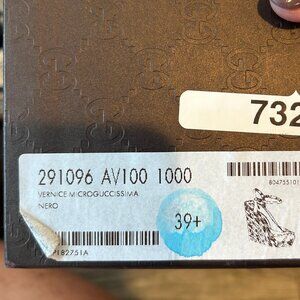 732
291096 AV100 1000
VERNICE MICROGUCCISSIMA
NERO
39+